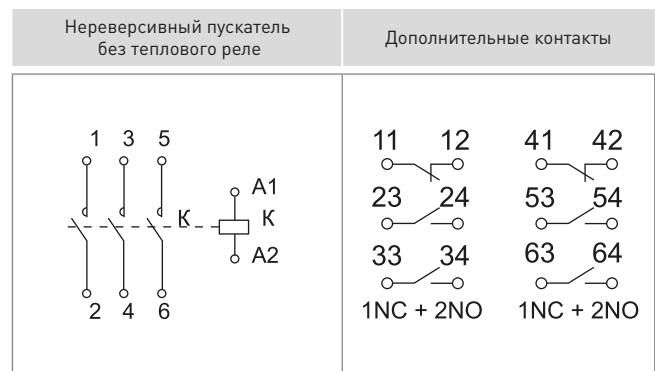 Нереверсивный пускатель
без теплового реле
Дополнительные контакты
1 3 5
K
A1
K
A2
2 4 6
11 12
23 24
33 34
1NC + 2NO
41 42
53 54
63 64
1NC + 2NO